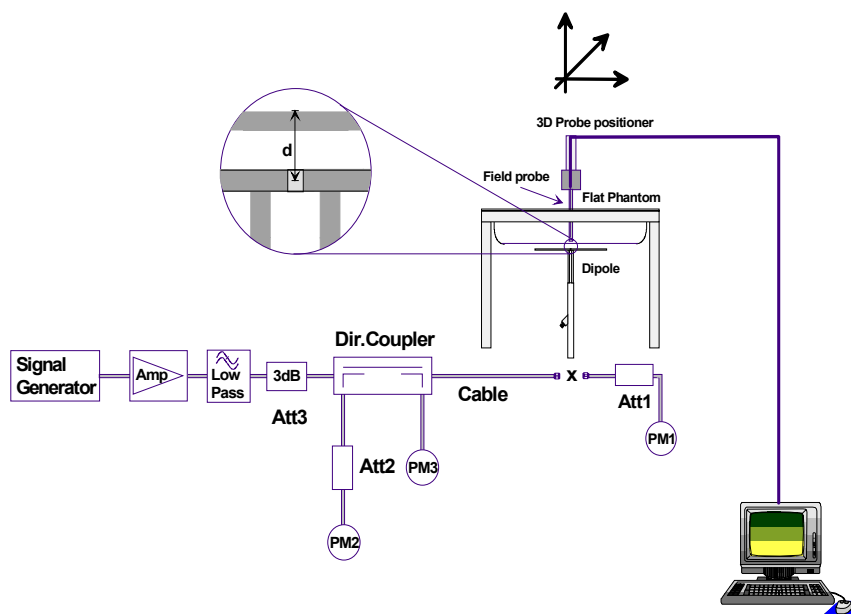 3D Probe positioner
d
Field probe
Flat Phantom
Dipole
Dir.Coupler
Signal
Generator
Amp
Low
Pass
3dB
Cable
x
Att1
Att3
PM1
Att2
PM3
PM2